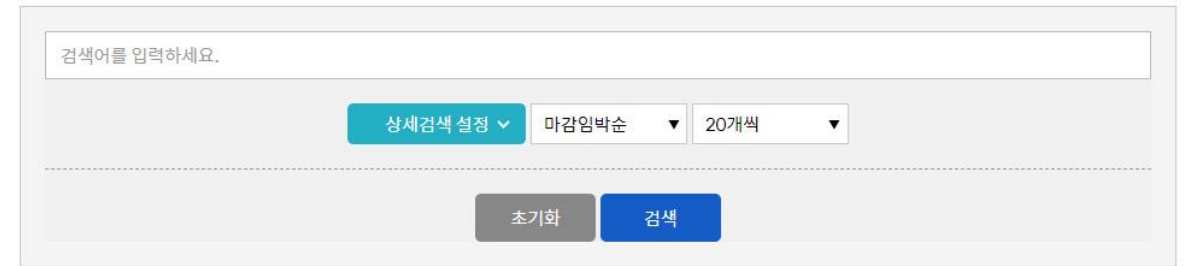 검색어를 입력하세요.
상세검색 설정 마감임박순 ▼ 20개씩 ▼
초기화 검색